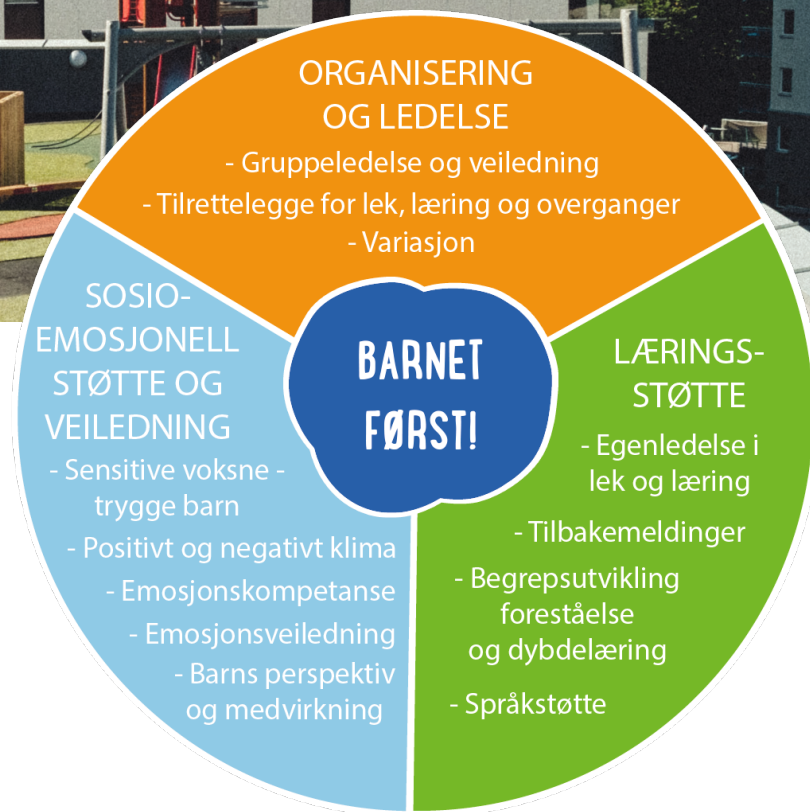 ORGANISERING
OG LEDELSE
- Gruppeledelse og veiledning
- Tilrettelegge for lek, læring og overganger
- Variasjon
SOSIO-
EMOSJONELL
STØTTE OG
VEILEDNING
- Sensitive voksne -
trygge barn
- Positivt og negativt klima
- Emosjonskompetanse
- Emosjonsveiledning
- Barns perspektiv
og medvirkning
BARNET
FØRST!
LÆRINGS-
STØTTE
- Egenledelse i
lek og læring
- Tilbakemeldinger
- Begrepsutvikling
foreståelse
og dybdelæring
- Språkstøtte